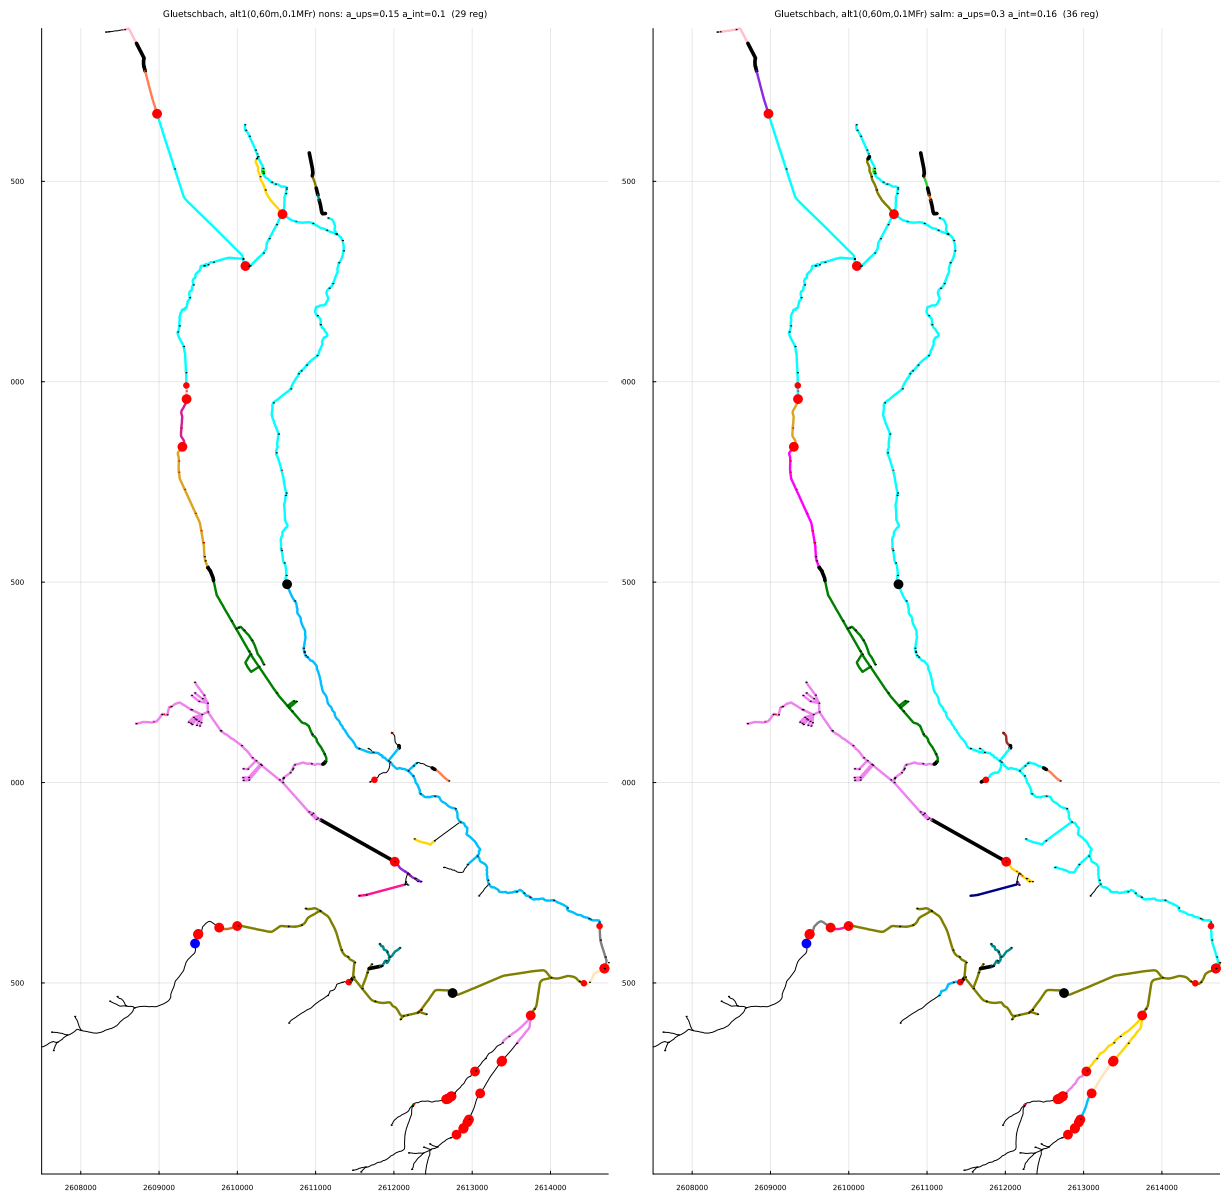 Gluetschbach, alt1(0,60m,0.1MFr) nons: a_ups=0.15 a_int=0.1 (29 reg)
Gluetschbach, alt1(0,60m,0.1MFr) salm: a_ups=0.3 a_int=0.16 (36 reg)
500 500
000 000
500 500
000 000
500 500
2608000 2609000 2610000 2611000 2612000 2613000 2614000
2608000 2609000 2610000 2611000 2612000 2613000 2614000